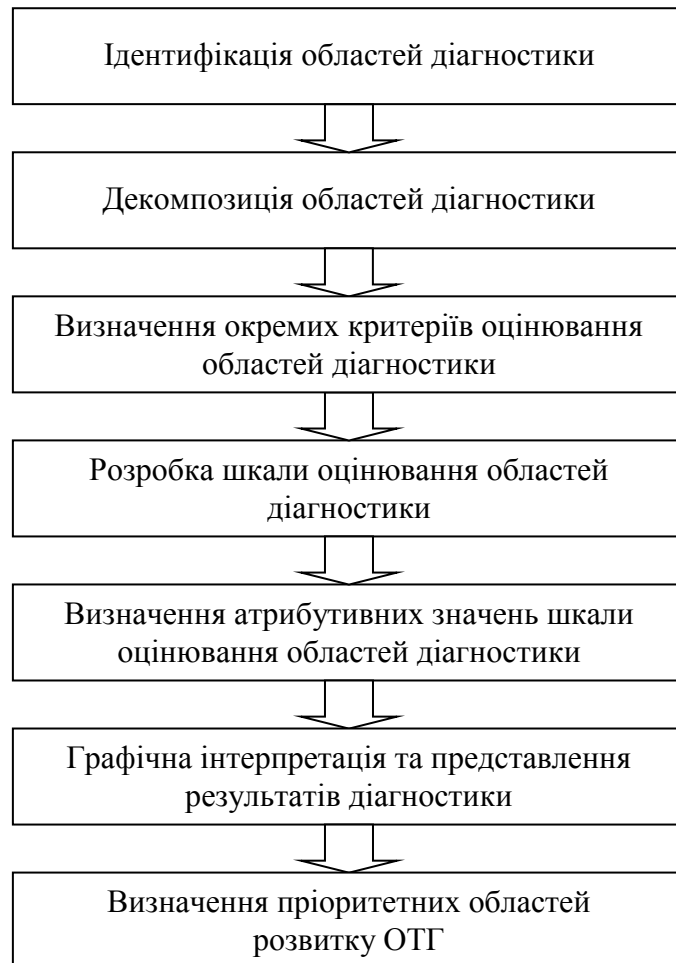 Ідентифікація областей діагностики
Декомпозиція областей діагностики
Визначення окремих критеріїв оцінювання
областей діагностики
Розробка шкали оцінювання областей
діагностики
Визначення атрибутивних значень шкали
оцінювання областей діагностики
Графічна інтерпретація та представлення
результатів діагностики
Визначення пріоритетних областей
розвитку ОТГ